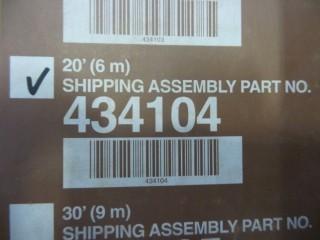 434103
20' (6 m)
SHIPPING ASSEMBLY PART NO.
434104
434104
30' (9 m)
SHIPPING ASSEMBLY PART NO.